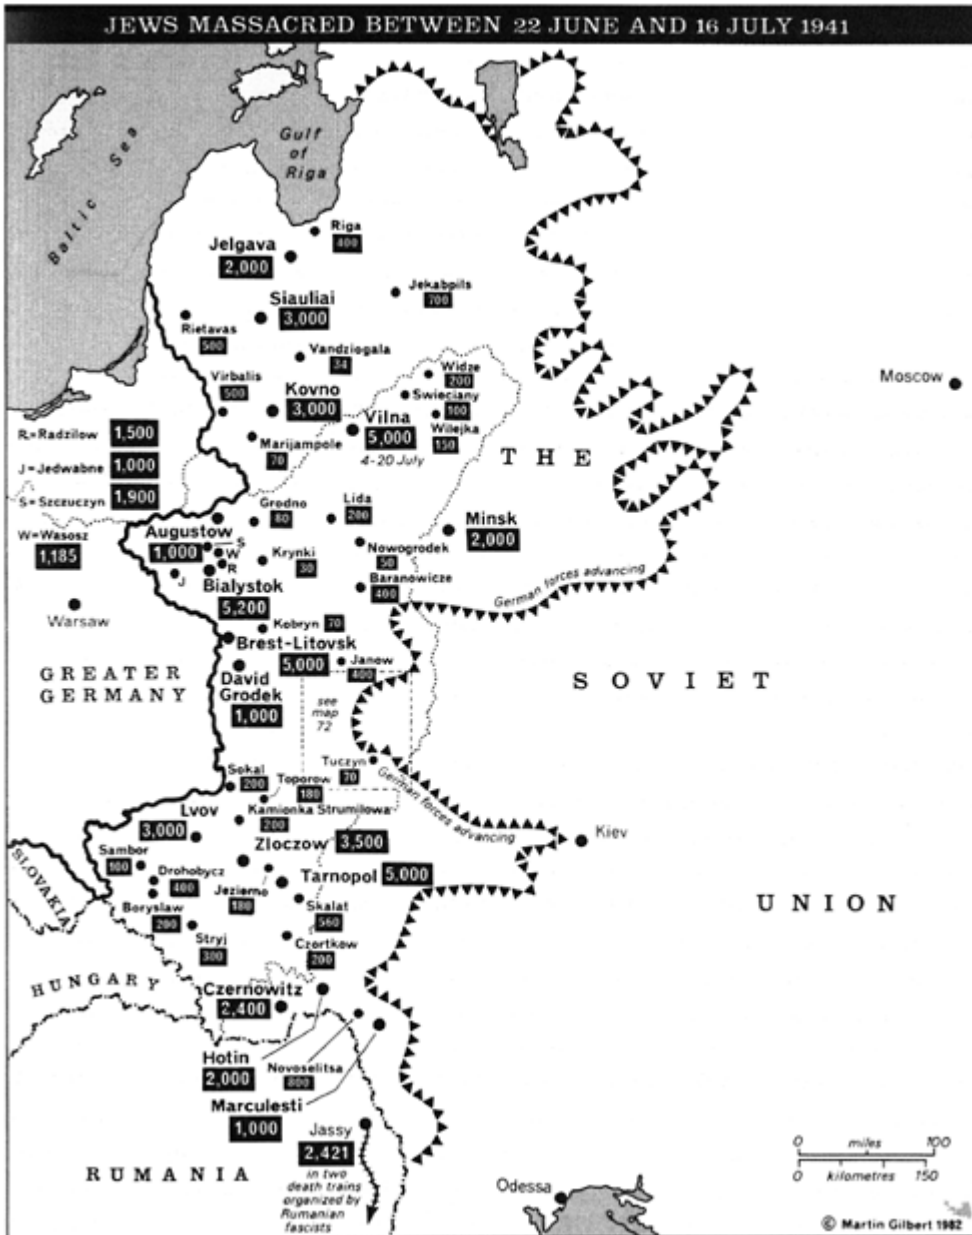 JEWS MASSACRED BETWEEN 22 JUNE AND 16 JULY 1941
Baltic Sea
Gulf
of
Riga
Riga
400
Jelgava
2,000
Jekabpils
700
Siauliai
3,000
Rietavas
500
Vandziogala
34
Virbalis
500
Kovno
3,000
Widze
200
Swieciany
100
Wilejka
150
Vilna
5,000
4-20 July
Marijampole
70
Moscow
R=Radzilow 1,500
J=Jedwabne 1,000
S=Szczuczyn 1,900
W=Wasosz
1,185
THE
Grodno
80
Lida
200
Minsk
2,000
Augustow
1,000
S
W
R
J
Krynki
30
Nowogrodek
50
Baranowicze
400
Bialystok
5,200
German forces advancing
Warsaw
Kobryn 70
Brest-Litovsk
5,000
Janow
400
GREATER
GERMANY
David
Grodek
1,000
see
map
72
SOVIET
Tuczyn
70
German forces advancing
Sokal
200
Toporow
180
Kamionka Strumilowa
200
Lvov
3,000
Kiev
Zloczow 3,500
Sambor
100
Drohobycz
400
Tarnopol 5,000
Jezierno
180
SLOVAKIA
Boryslaw
200
Skalat
560
Stryj
300
Czortkow
200
UNION
HUNGARY
Czernowitz
2,400
Hotin
2,000
Novoselitsa
800
Marculesti
1,000
Jassy
2,421
in two
death trains
organized by
Rumanian
fascists
RUMANIA
Odessa
0 miles 100
0 kilometres 150
© Martin Gilbert 1982